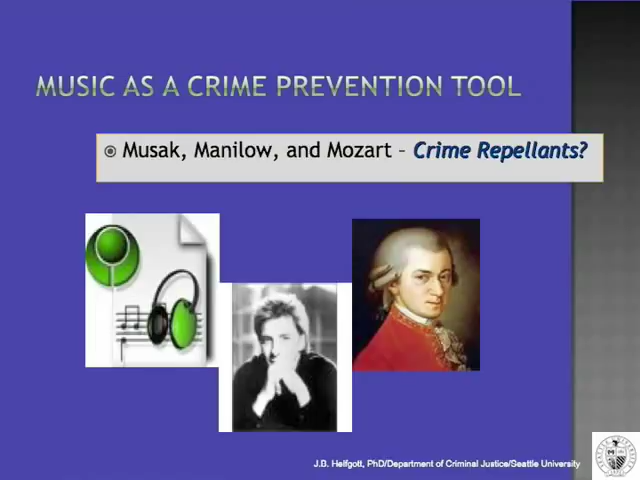 MUSIC AS A CRIME PREVENTION TOOL
Musak, Manilow, and Mozart – Crime Repellants?
J.B. Helfgott, PhD/Department of Criminal Justice/Seattle University